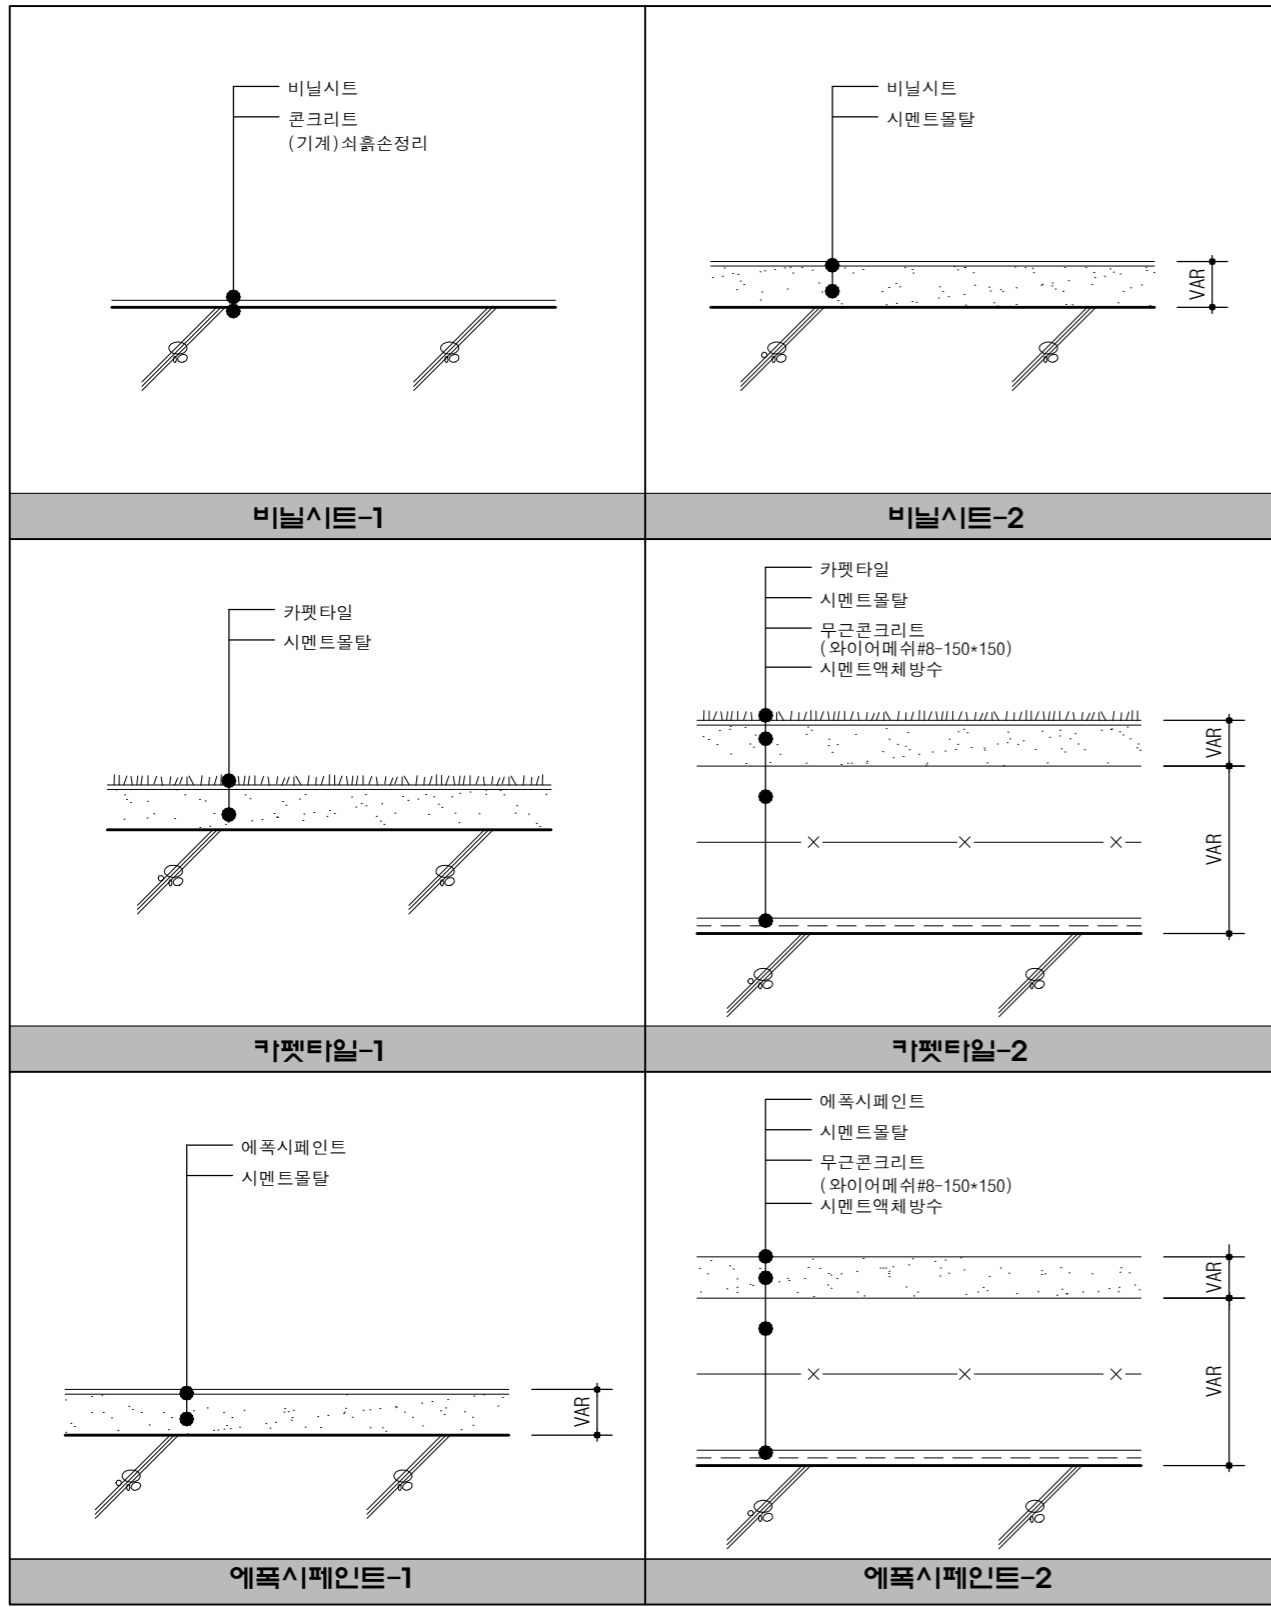 비닐시트
콘크리트
(기계)쇠흙손정리
비닐시트-1
비닐시트
시멘트몰탈
VAR
비닐시트-2
카펫타일
시멘트몰탈
카펫타일-1
카펫타일
시멘트몰탈
무근콘크리트
(와이어메쉬#8-150*150)
시멘트액체방수
VAR
VAR
카펫타일-2
에폭시페인트
시멘트몰탈
VAR
에폭시페인트-1
에폭시페인트
시멘트몰탈
무근콘크리트
(와이어메쉬#8-150*150)
시멘트액체방수
VAR
VAR
에폭시페인트-2